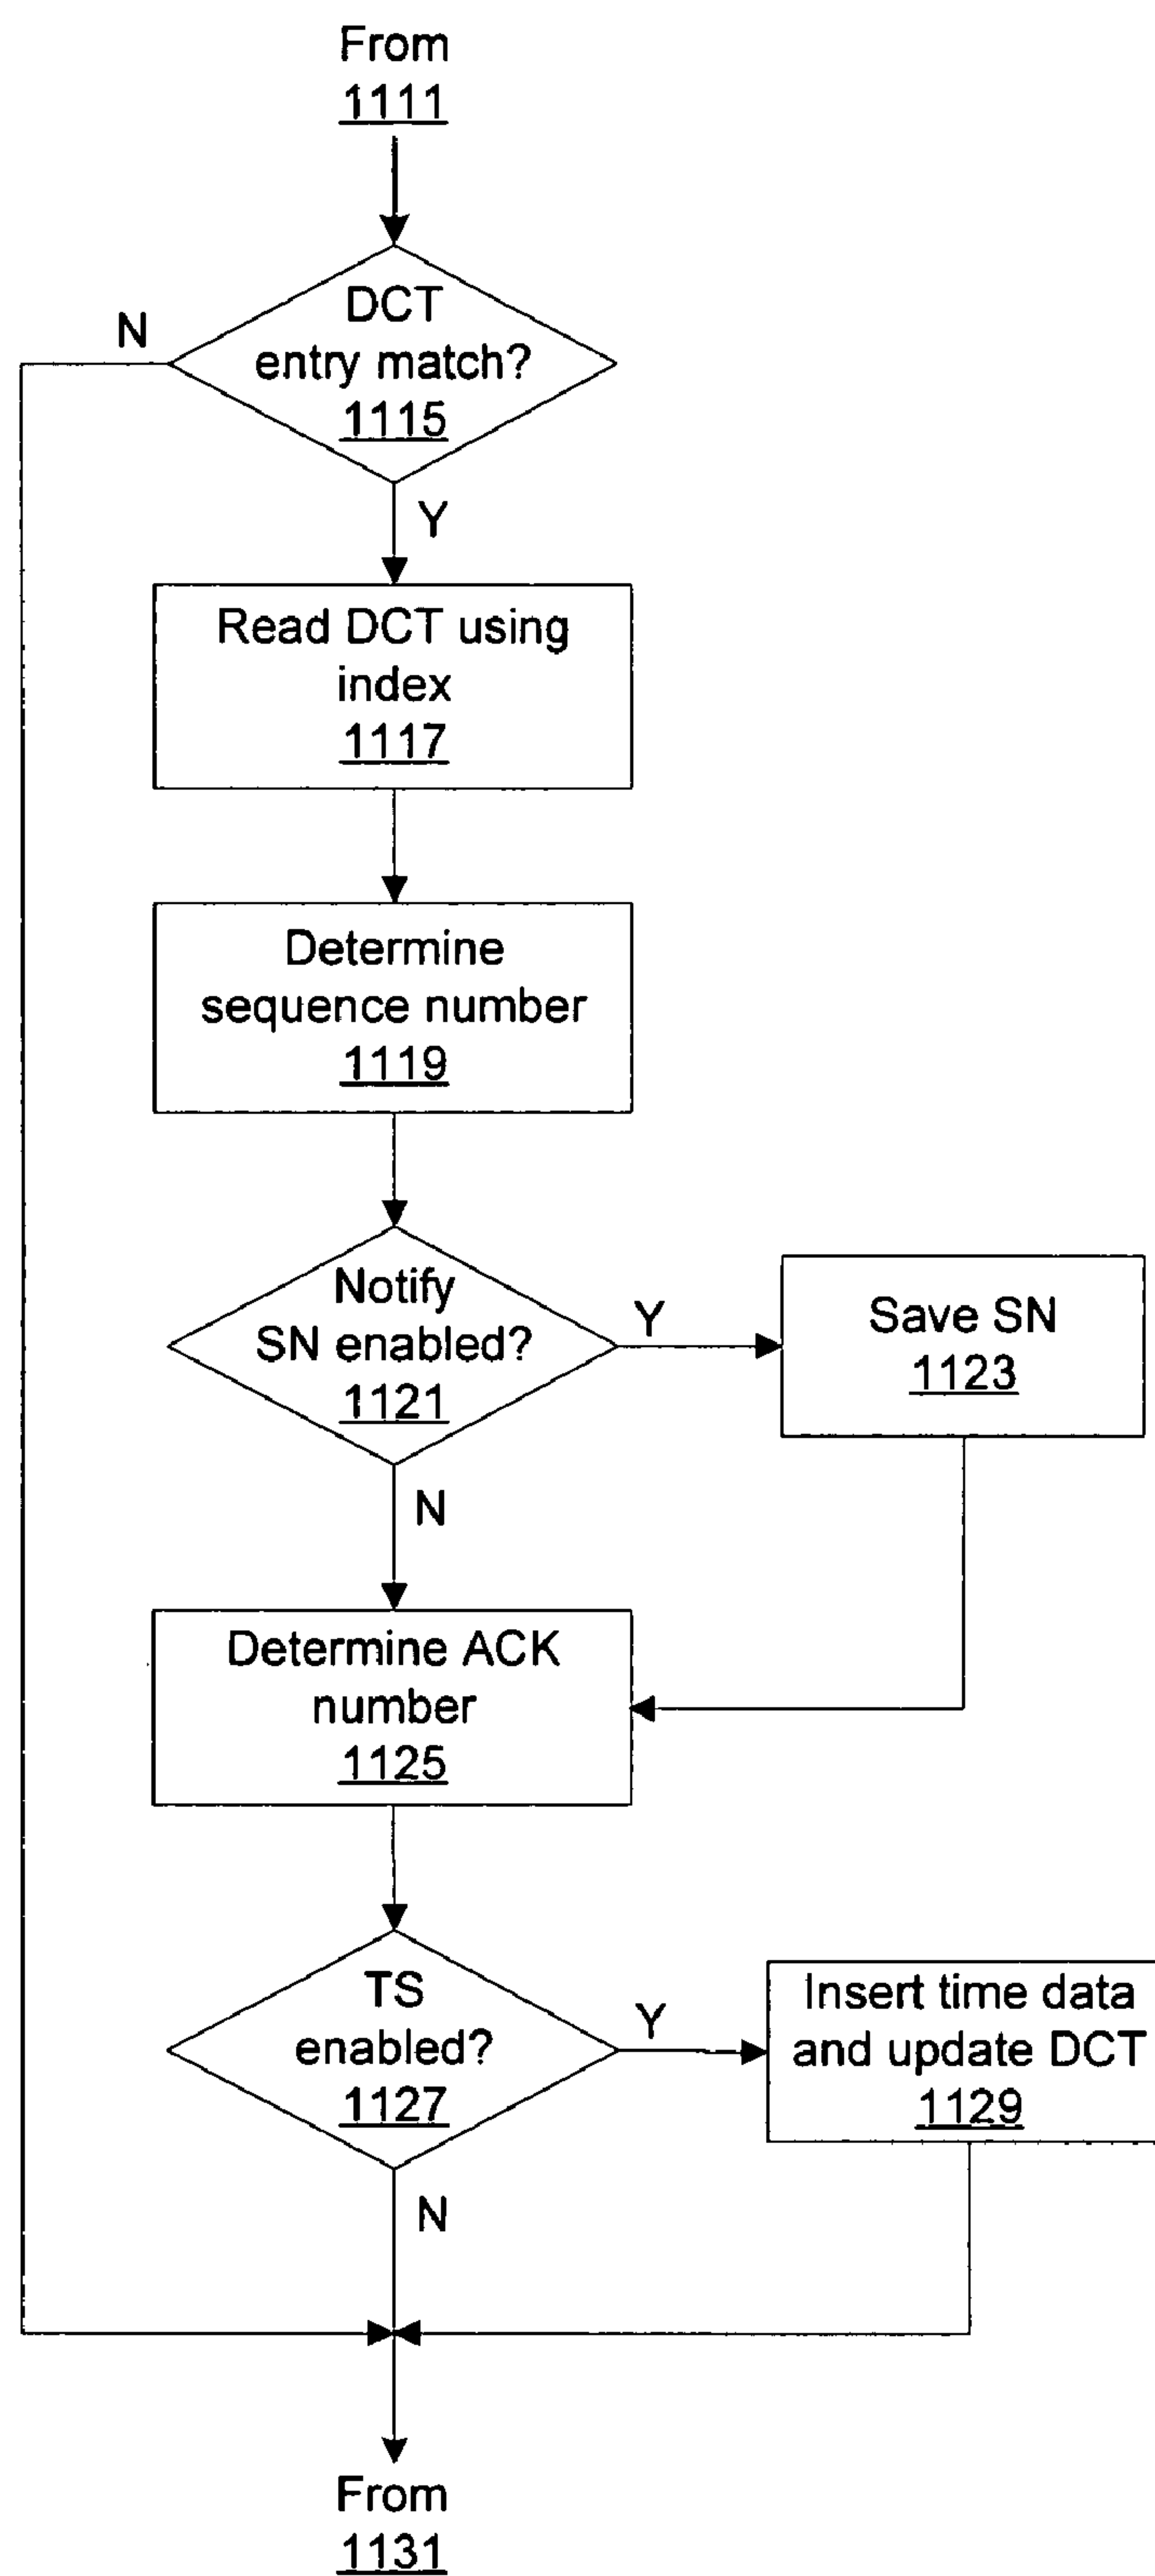 From
1111
DCT
entry match?
1115
N
Y
Read DCT using
index
1117
Determine
sequence number
1119
Notify
SN enabled?
1121
Y
Save SN
1123
N
Determine ACK
number
1125
TS
enabled?
1127
Y
Insert time data
and update DCT
1129
N
From
1131